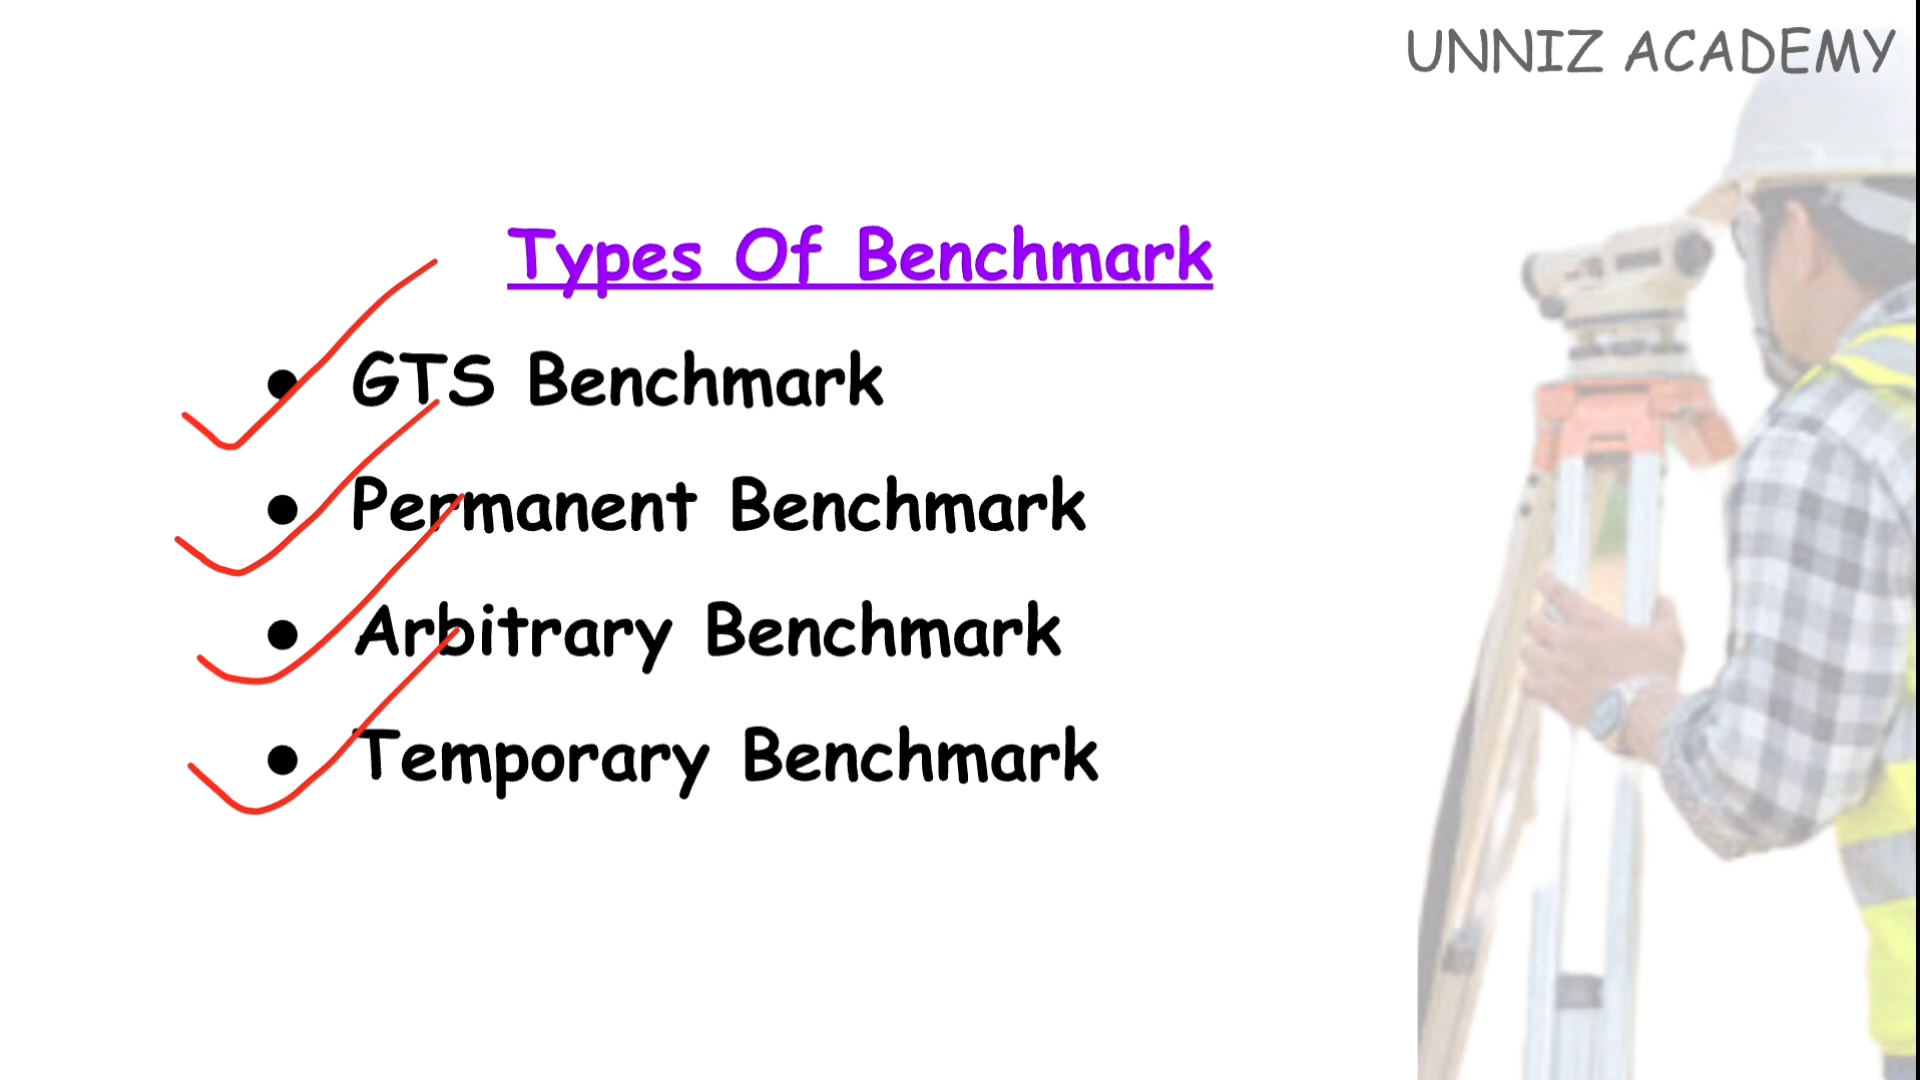 UNNIZ ACADEMY
Types Of Benchmark
• GTS Benchmark
• Permanent Benchmark
• Arbitrary Benchmark
• Temporary Benchmark